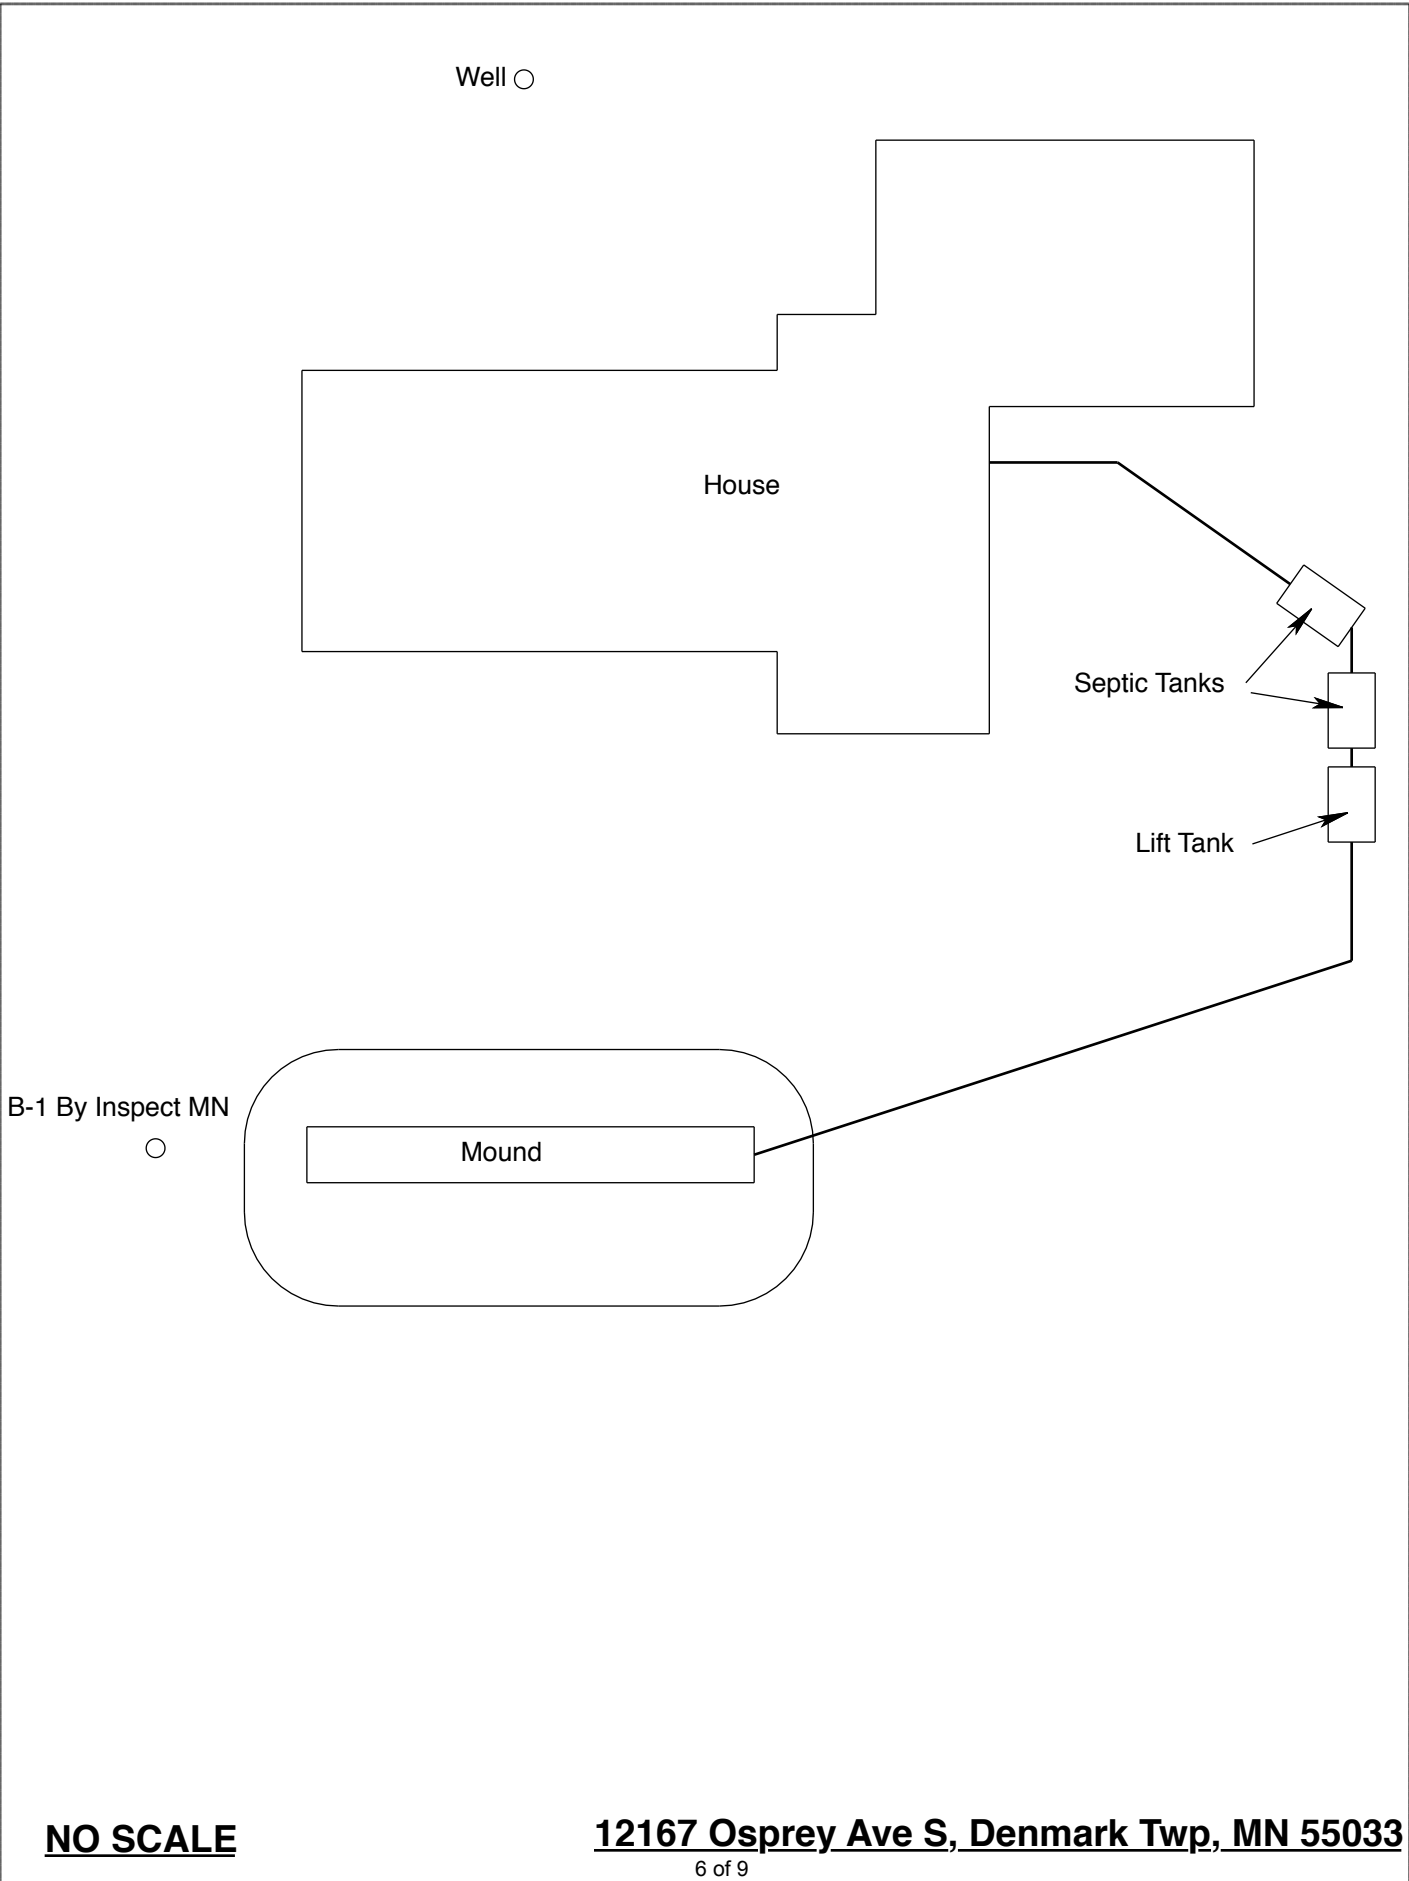 Well
House
Septic Tanks
Lift Tank
B-1 By Inspect MN
Mound
NO SCALE
12167 Osprey Ave S, Denmark Twp, MN 55033
6 of 9